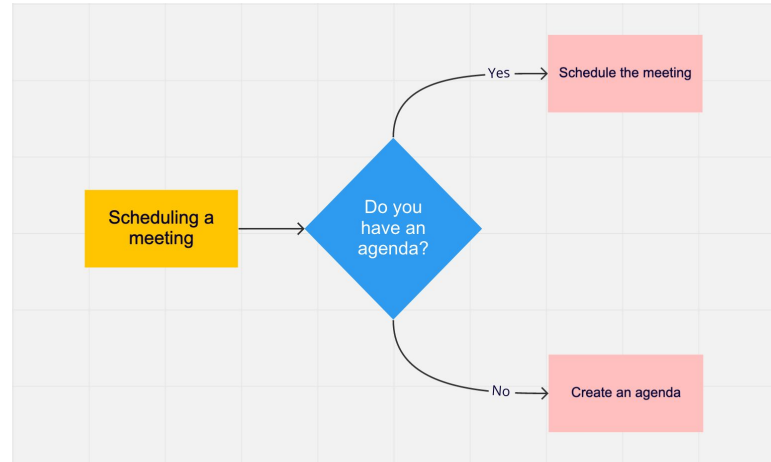 Scheduling a
meeting
Do you
have an
agenda?
Yes
Schedule the meeting
No
Create an agenda